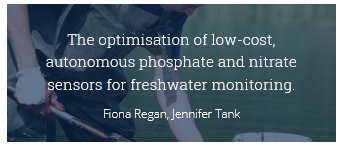 The optimisation of low-cost,
autonomous phosphate and nitrate
sensors for freshwater monitoring.
Fiona Regan, Jennifer Tank